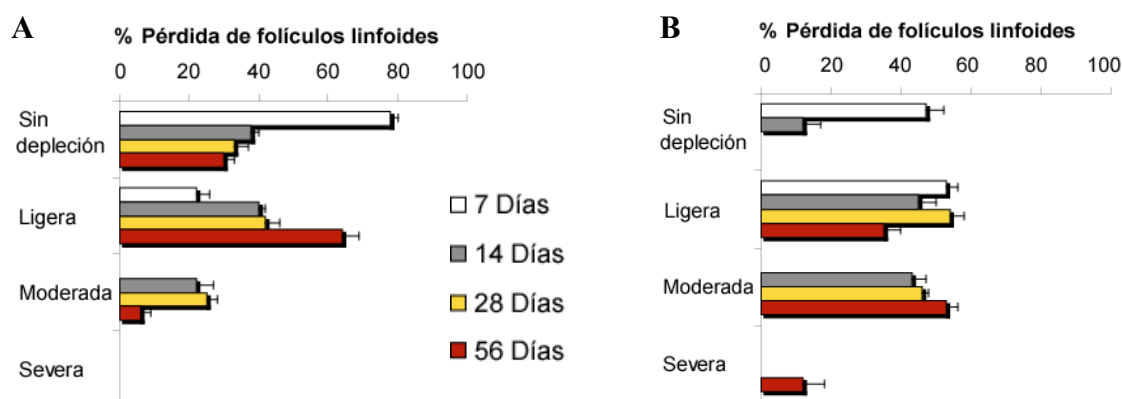 A
% Pérdida de folículos linfoides
0 20 40 60 80 100
Sin
depleción
Ligera
Moderada
Severa
7 Días
14 Días
28 Días
56 Días
B
% Pérdida de folículos linfoides
0 20 40 60 80 100
Sin
depleción
Ligera
Moderada
Severa